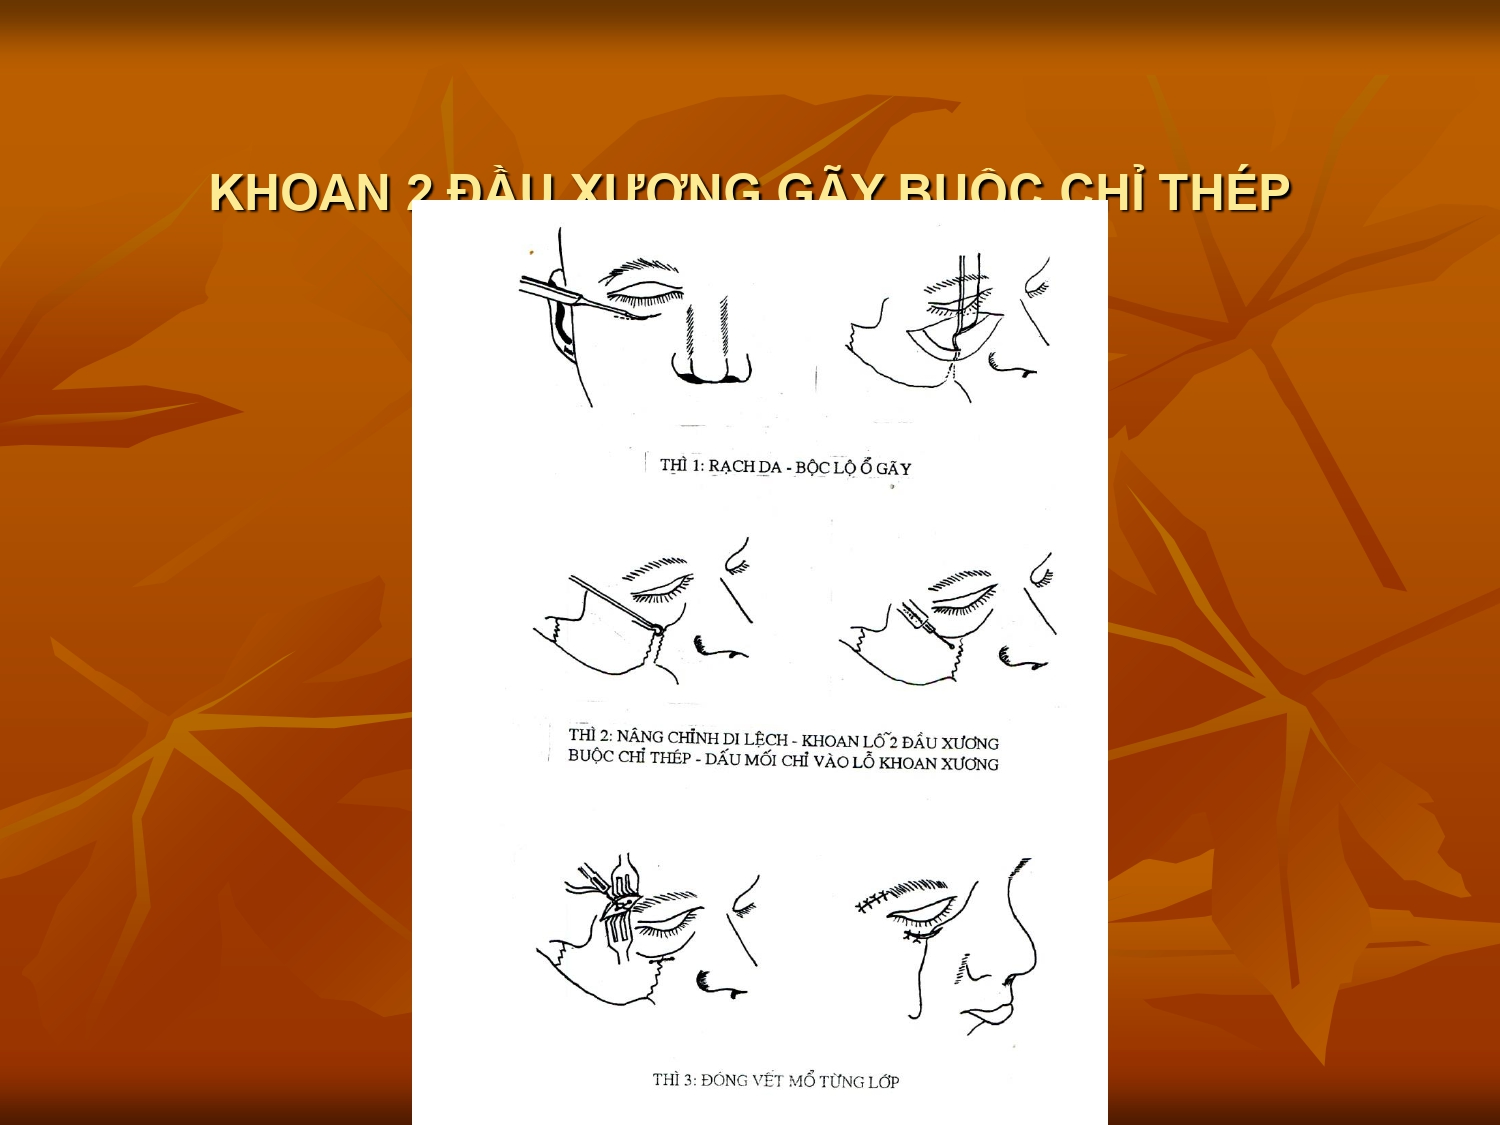 KHOAN 2 ĐẦU XƯƠNG GÃY BUỘC CHỈ THÉP
THÌ 1: RẠCH DA - BỘC LỘ Ổ GÃY
THÌ 2: NÂNG CHỈNH DI LỆCH - KHOAN LỖ 2 ĐẦU XƯƠNG
BUỘC CHỈ THÉP - DẤU MỐI CHỈ VÀO LỖ KHOAN XƯƠNG
THÌ 3: ĐÓNG VẾT MỔ TỪNG LỚP